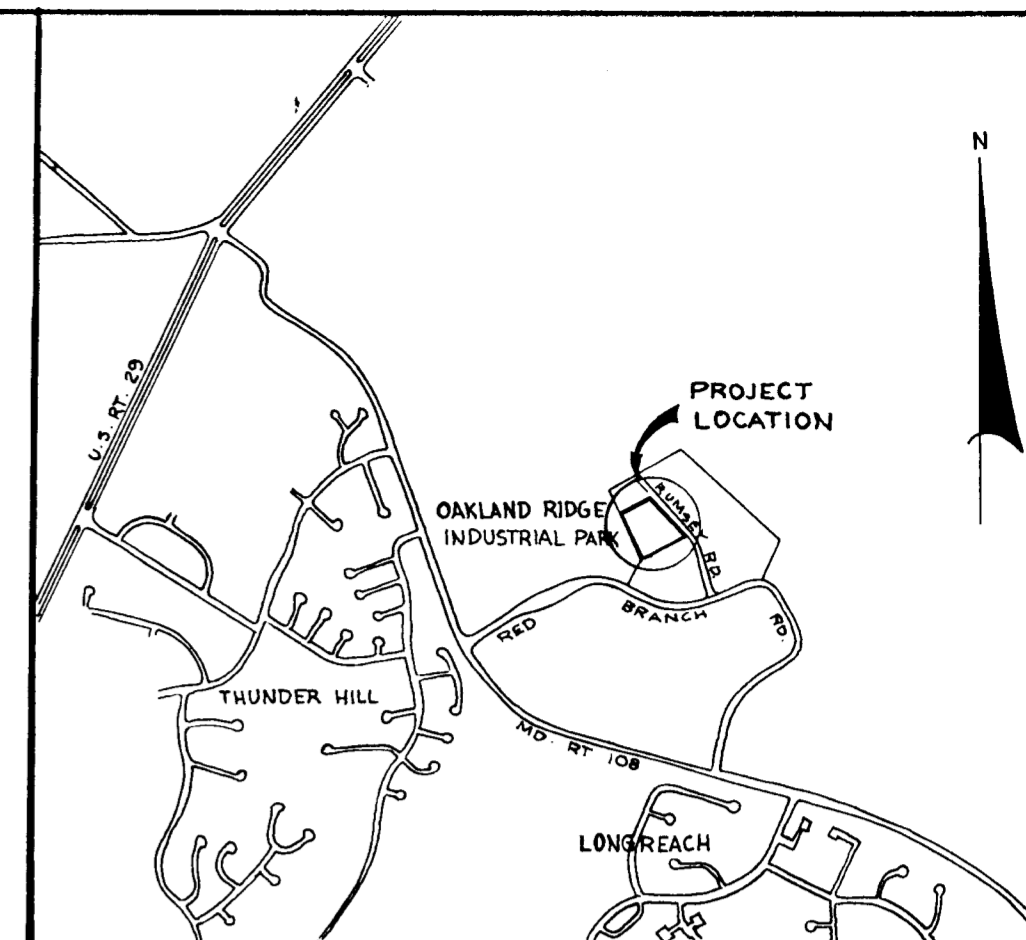 N
U.S. RT. 29
PROJECT
LOCATION
OAKLAND RIDGE
INDUSTRIAL PARK
RUMSEY RD.
RED BRANCH RD.
THUNDER HILL
MD. RT 108
LONGREACH